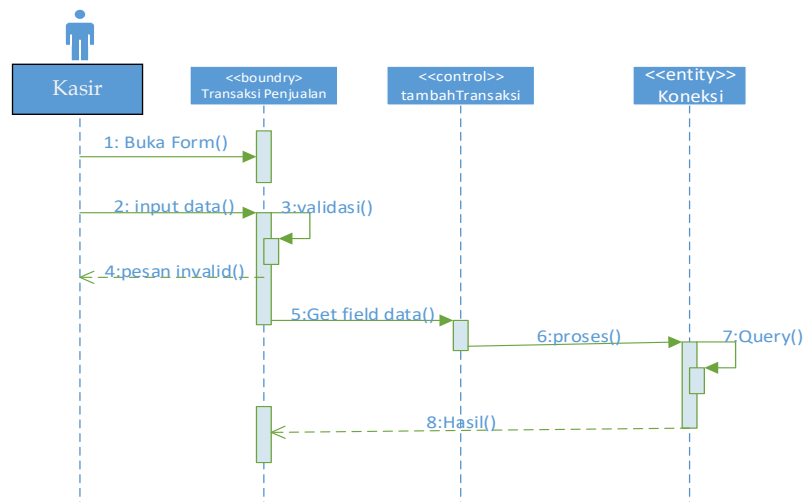 Kasir
<<boundry>
Transaksi Penjualan
<<control>>
tambahTransaksi
<<entity>>
Koneksi
1: Buka Form()
2: input data()
3:validasi()
4:pesan invalid()
5:Get field data()
6:proses()
7:Query()
8:Hasil()